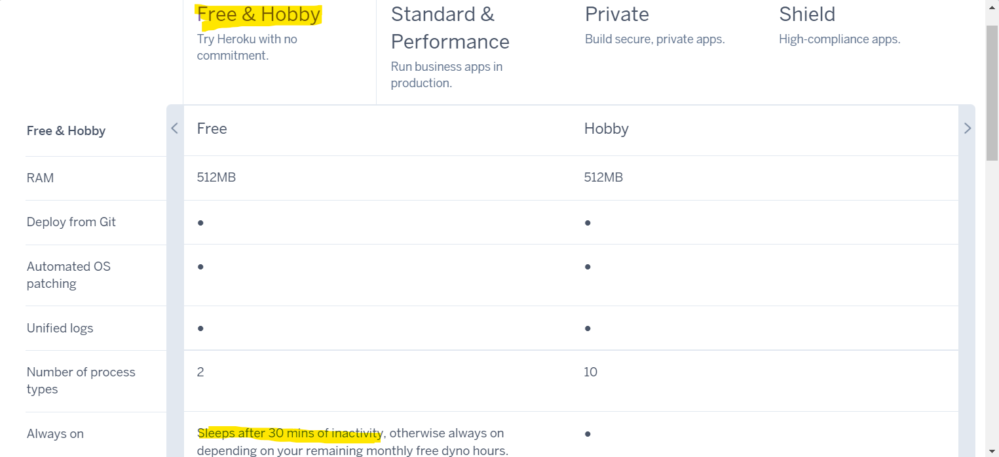 Free & Hobby
Try Heroku with no
commitment.
Standard &
Performance
Run business apps in
production.
Private
Build secure, private apps.
Shield
High-compliance apps.
Free & Hobby
Free
Hobby
RAM
512MB
512MB
Deploy from Git
●
●
Automated OS
patching
●
●
Unified logs
●
●
Number of process
types
2
10
Always on
Sleeps after 30 mins of inactivity, otherwise always on
depending on your remaining monthly free dyno hours.
●